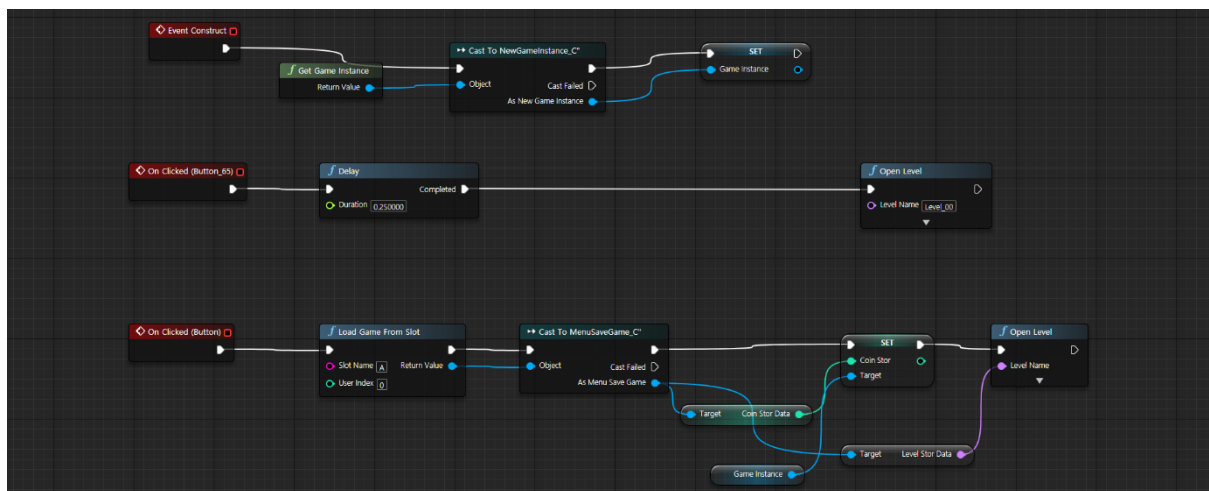 Event Construct
Cast To NewGameInstance_C"
SET
f Get Game Instance
Game Instance
Return Value
Object
Cast Failed
As New Game Instance
On Clicked (Button_65)
f Delay
f Open Level
Completed
Duration 0.250000
Level Name Level_00
On Clicked (Button)
f Load Game From Slot
Cast To MenuSaveGame_C"
SET
f Open Level
Slot Name A
Return Value
Object
Cast Failed
Coin Stor
Level Name
User Index 0
As Menu Save Game
Target
Target Coin Stor Data
Target Level Stor Data
Game Instance